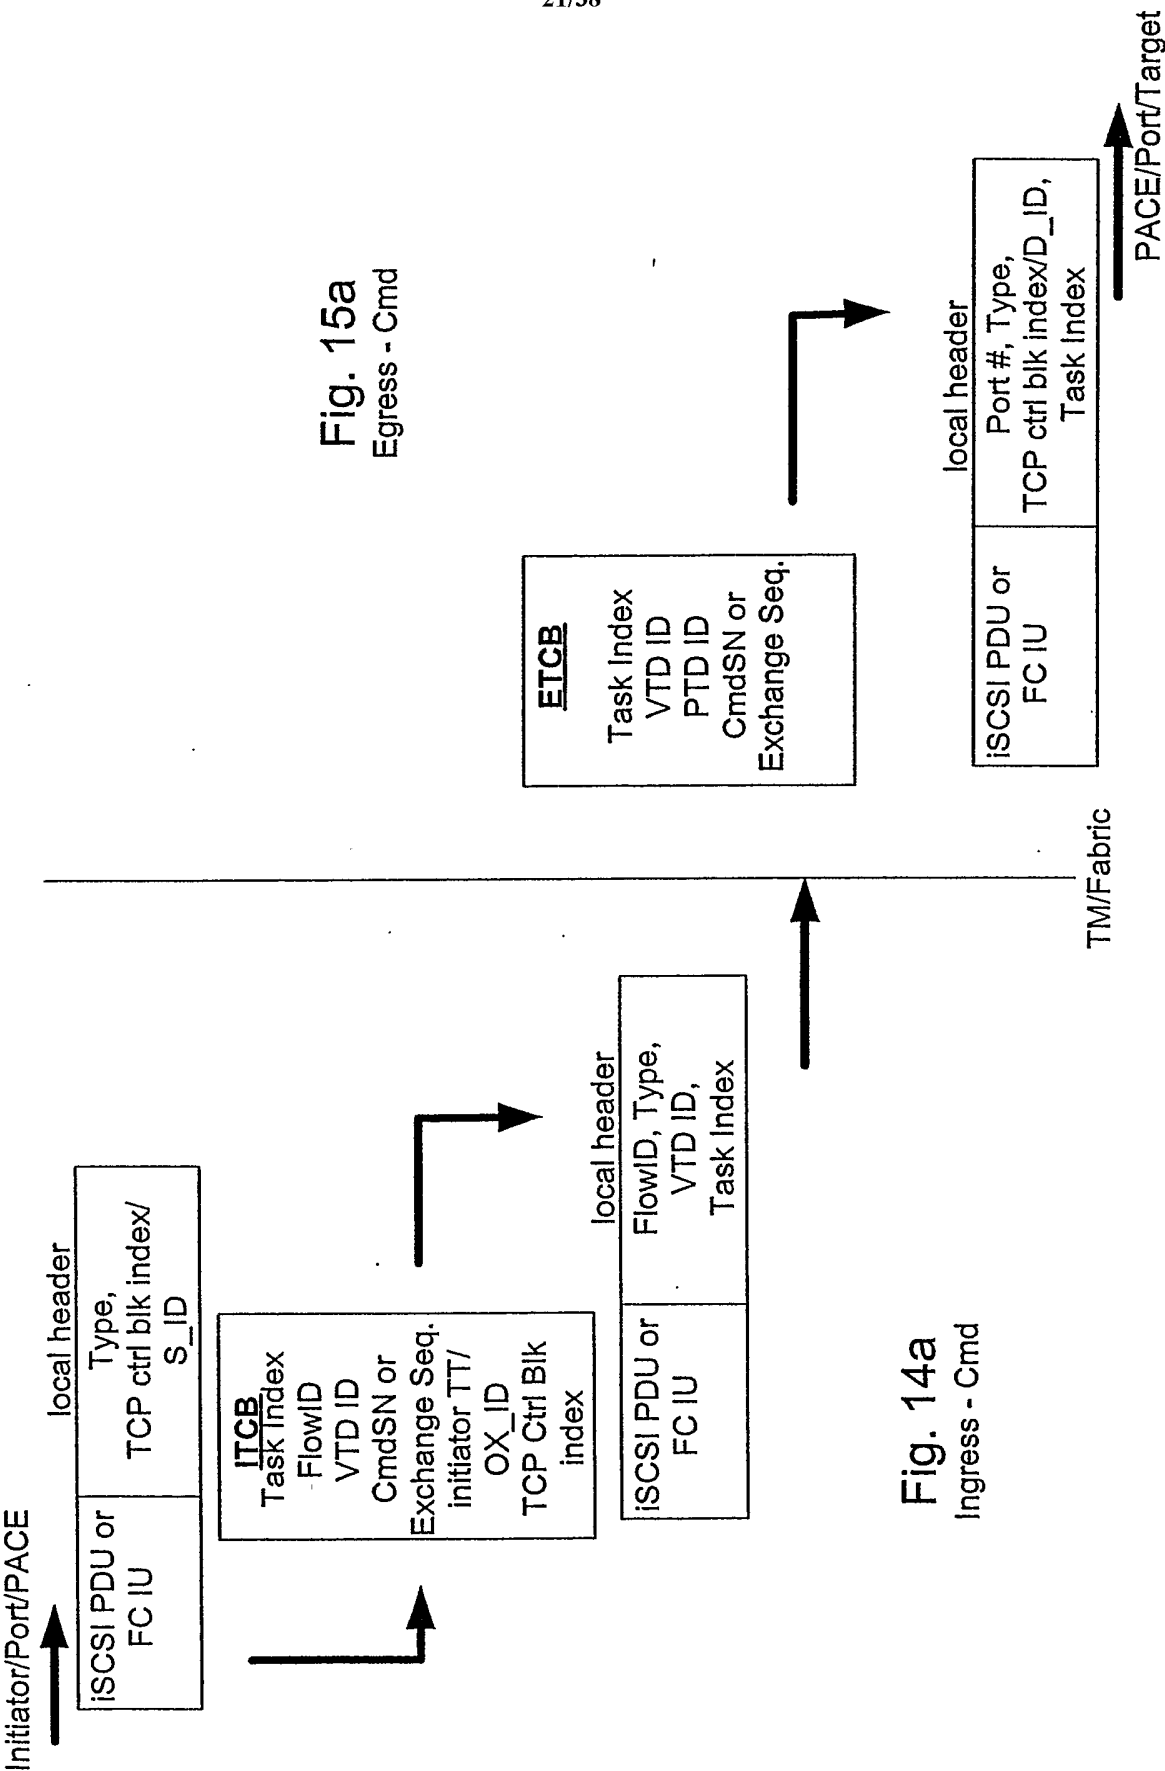 21/38
Initiator/Port/PACE
local header
iSCSI PDU or
FC IU
Type,
TCP ctrl blk index/
S_ID
ITCB
Task Index
FlowID
VTD ID
CmdSN or
Exchange Seq.
initiator TT/
OX_ID
TCP Ctrl Blk
index
local header
iSCSI PDU or
FC IU
FlowID, Type,
VTD ID,
Task Index
Fig. 14a
Ingress - Cmd
TM/Fabric
Fig. 15a
Egress - Cmd
ETCB
Task Index
VTD ID
PTD ID
CmdSN or
Exchange Seq.
local header
iSCSI PDU or
FC IU
Port #, Type,
TCP ctrl blk index/D_ID,
Task Index
PACE/Port/Target